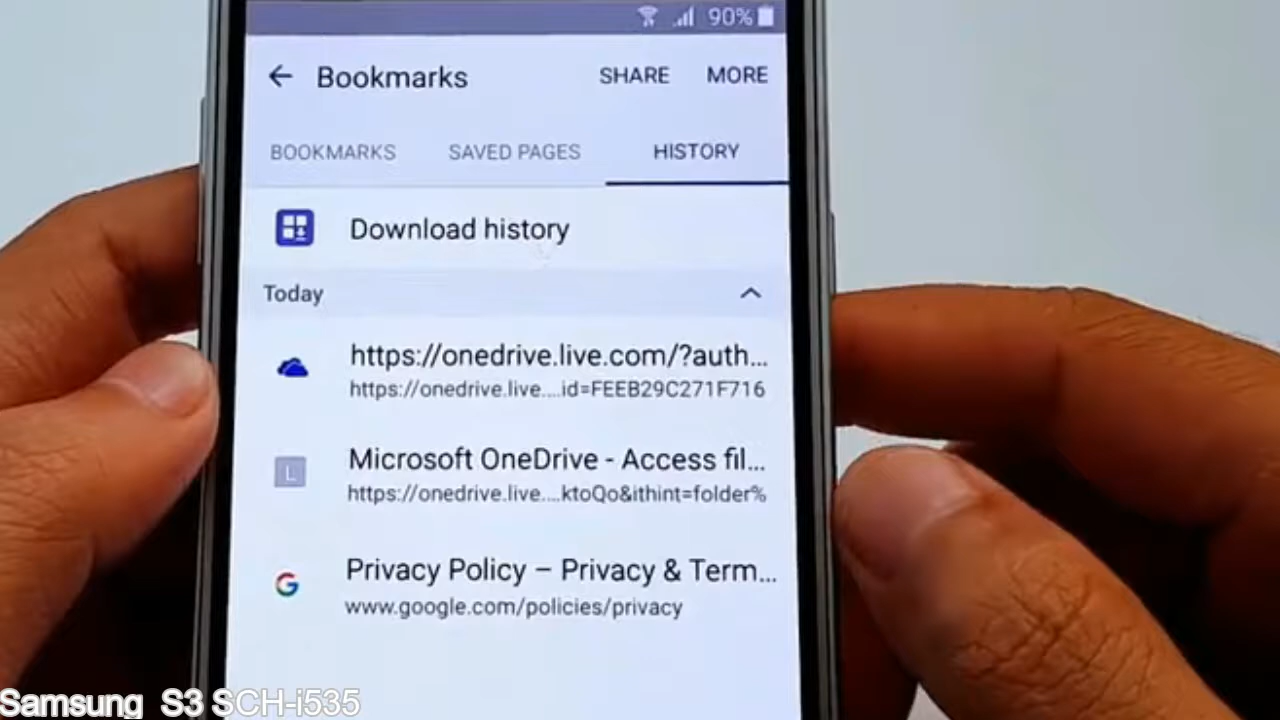 90%
Bookmarks SHARE MORE
BOOKMARKS SAVED PAGES HISTORY
Download history
Today
https://onedrive.live.com/?auth...
https://onedrive.live....id=FEEB29C271F716
L
Microsoft OneDrive - Access fil...
https://onedrive.live....ktoQo&ithint=folder%
G
Privacy Policy – Privacy & Term...
www.google.com/policies/privacy
Samsung S3 SCH-i535